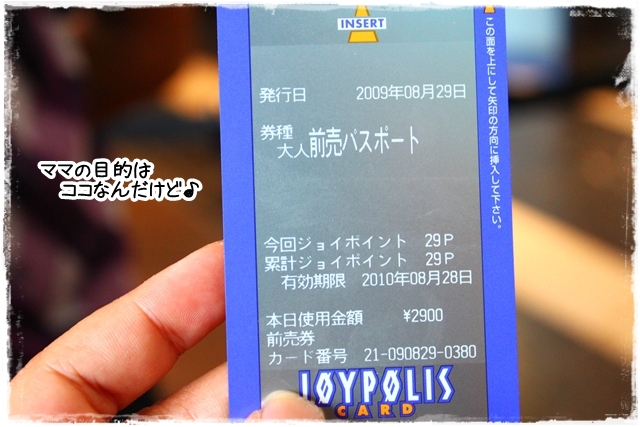 INSERT
この面を上にして矢印の方向に挿入して下さい。
発行日 2009年08月29日
券種
大人前売パスポート
ママの目的は
ココなんだけど♪
今回ジョイポイント 29P
累計ジョイポイント 29P
有効期限 2010年08月28日
本日使用金額 ¥2900
前売券
カード番号 21-090829-0380
JOYPOLIS
CARD